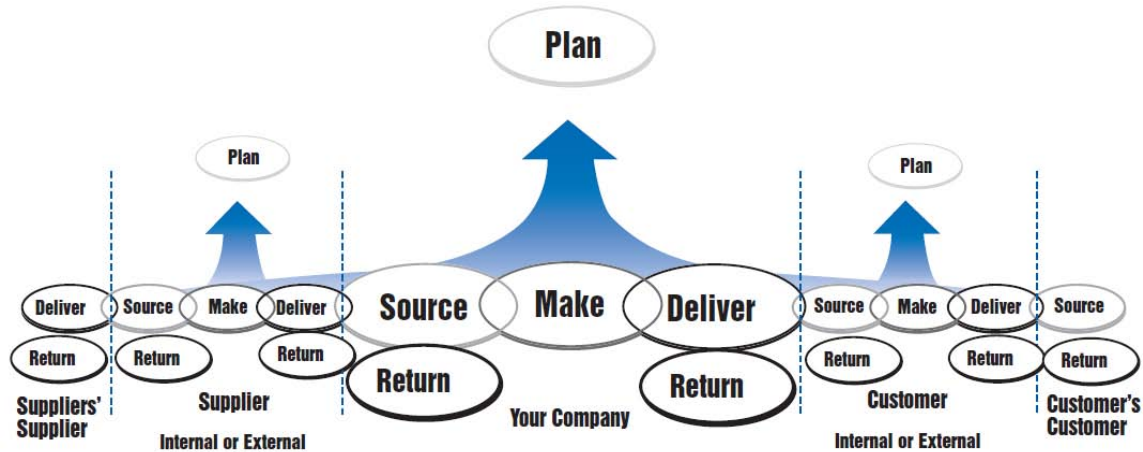 Plan
Plan
Plan
Deliver
Source
Make
Deliver
Source
Make
Deliver
Source
Make
Deliver
Source
Return
Return
Return
Return
Return
Return
Return
Return
Suppliers'
Supplier
Supplier
Internal or External
Your Company
Customer
Internal or External
Customer's
Customer